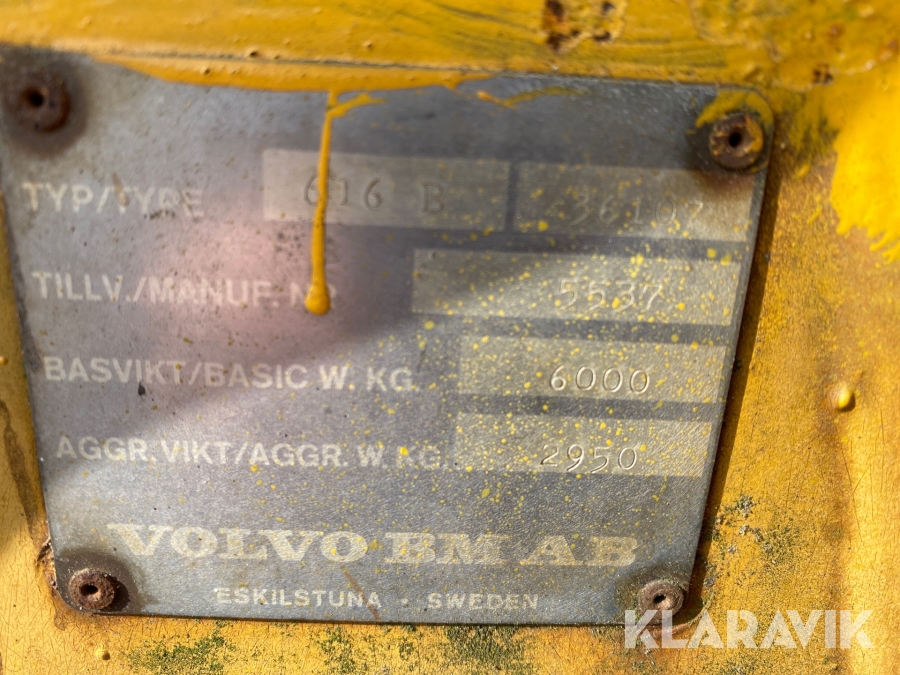 KLARAVIK
TYP/TYPE 616 B 36102
TILLV./MANUF. NR 5537
BASVIKT/BASIC W. KG. 6000
AGGR. VIKT/AGGR. W. KG. 2950
VOLVO BM AB
ESKILSTUNA · SWEDEN
KLARAVIK